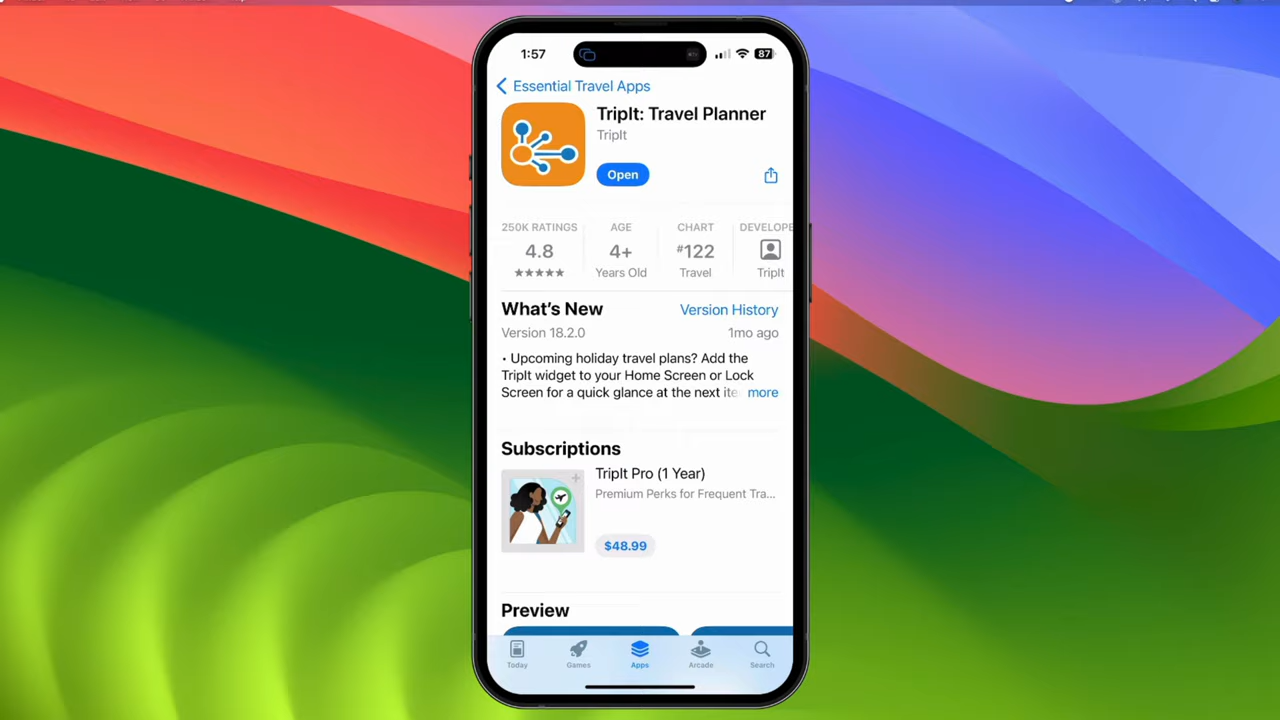 1:57
87
Essential Travel Apps
TripIt: Travel Planner
TripIt
Open
250K RATINGS
4.8
★★★★★
AGE
4+
Years Old
CHART
#122
Travel
DEVELOPE
TripIt
What's New
Version History
Version 18.2.0
1mo ago
• Upcoming holiday travel plans? Add the
TripIt widget to your Home Screen or Lock
Screen for a quick glance at the next ite more
Subscriptions
TripIt Pro (1 Year)
Premium Perks for Frequent Tra...
$48.99
Preview
Today
Games
Apps
Arcade
Search